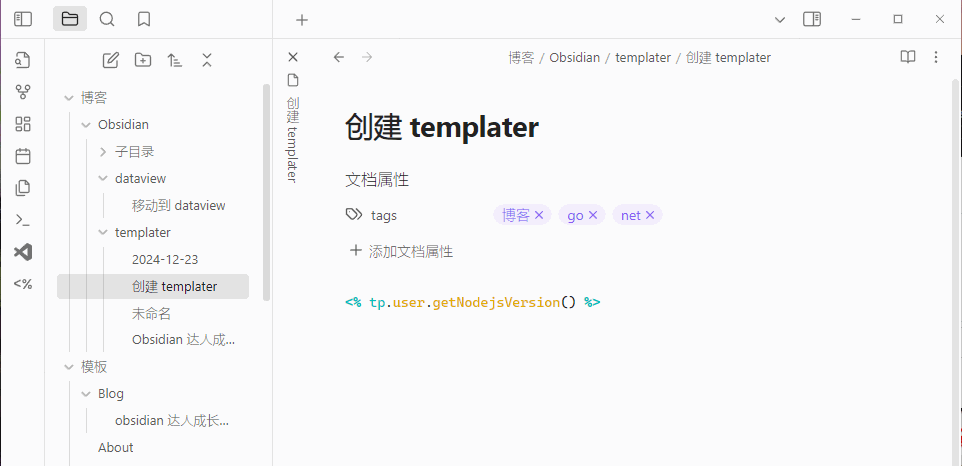 博客
Obsidian
子目录
dataview
移动到 dataview
templater
2024-12-23
创建 templater
未命名
Obsidian 达人成...
模板
Blog
obsidian 达人成长...
About
<%
创建 templater
博客 / Obsidian / templater / 创建 templater
创建 templater
文档属性
tags 博客 × go × net ×
添加文档属性
<% tp.user.getNodejsVersion() %>